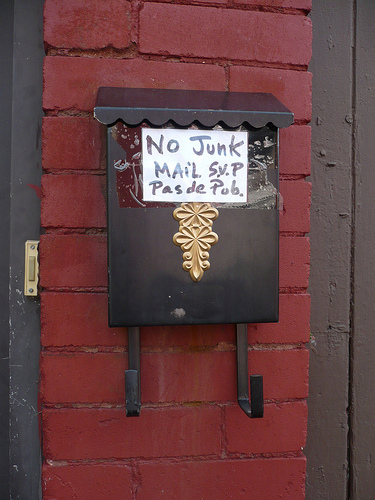 No Junk
MAiL S.V.P
Pas de Pub.